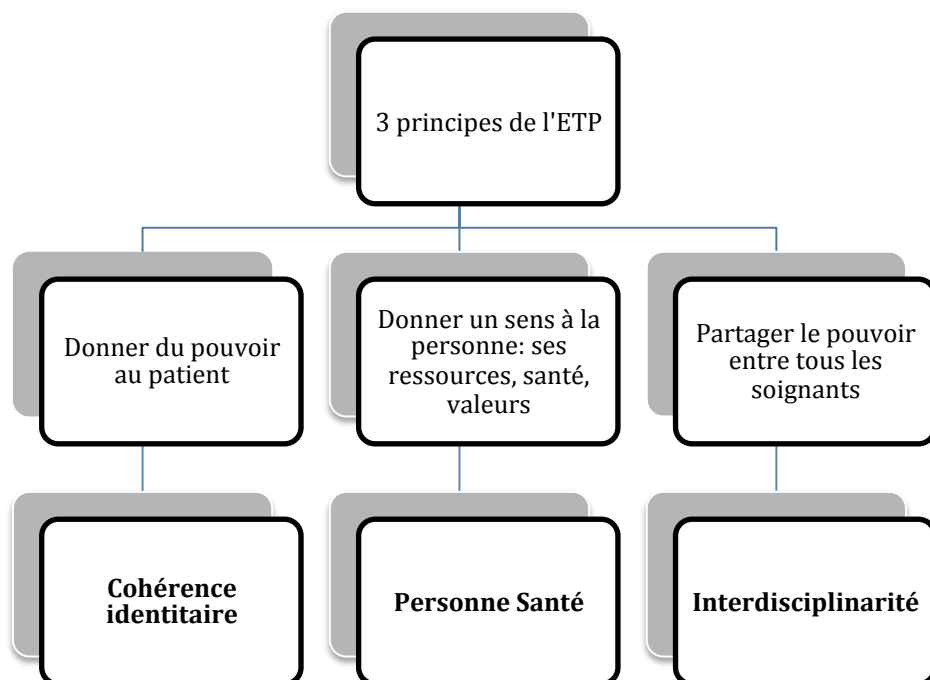 3 principes de l'ETP
Donner du pouvoir
au patient
Donner un sens à la
personne: ses
ressources, santé,
valeurs
Partager le pouvoir
entre tous les
soignants
Cohérence
identitaire
Personne Santé
Interdisciplinarité